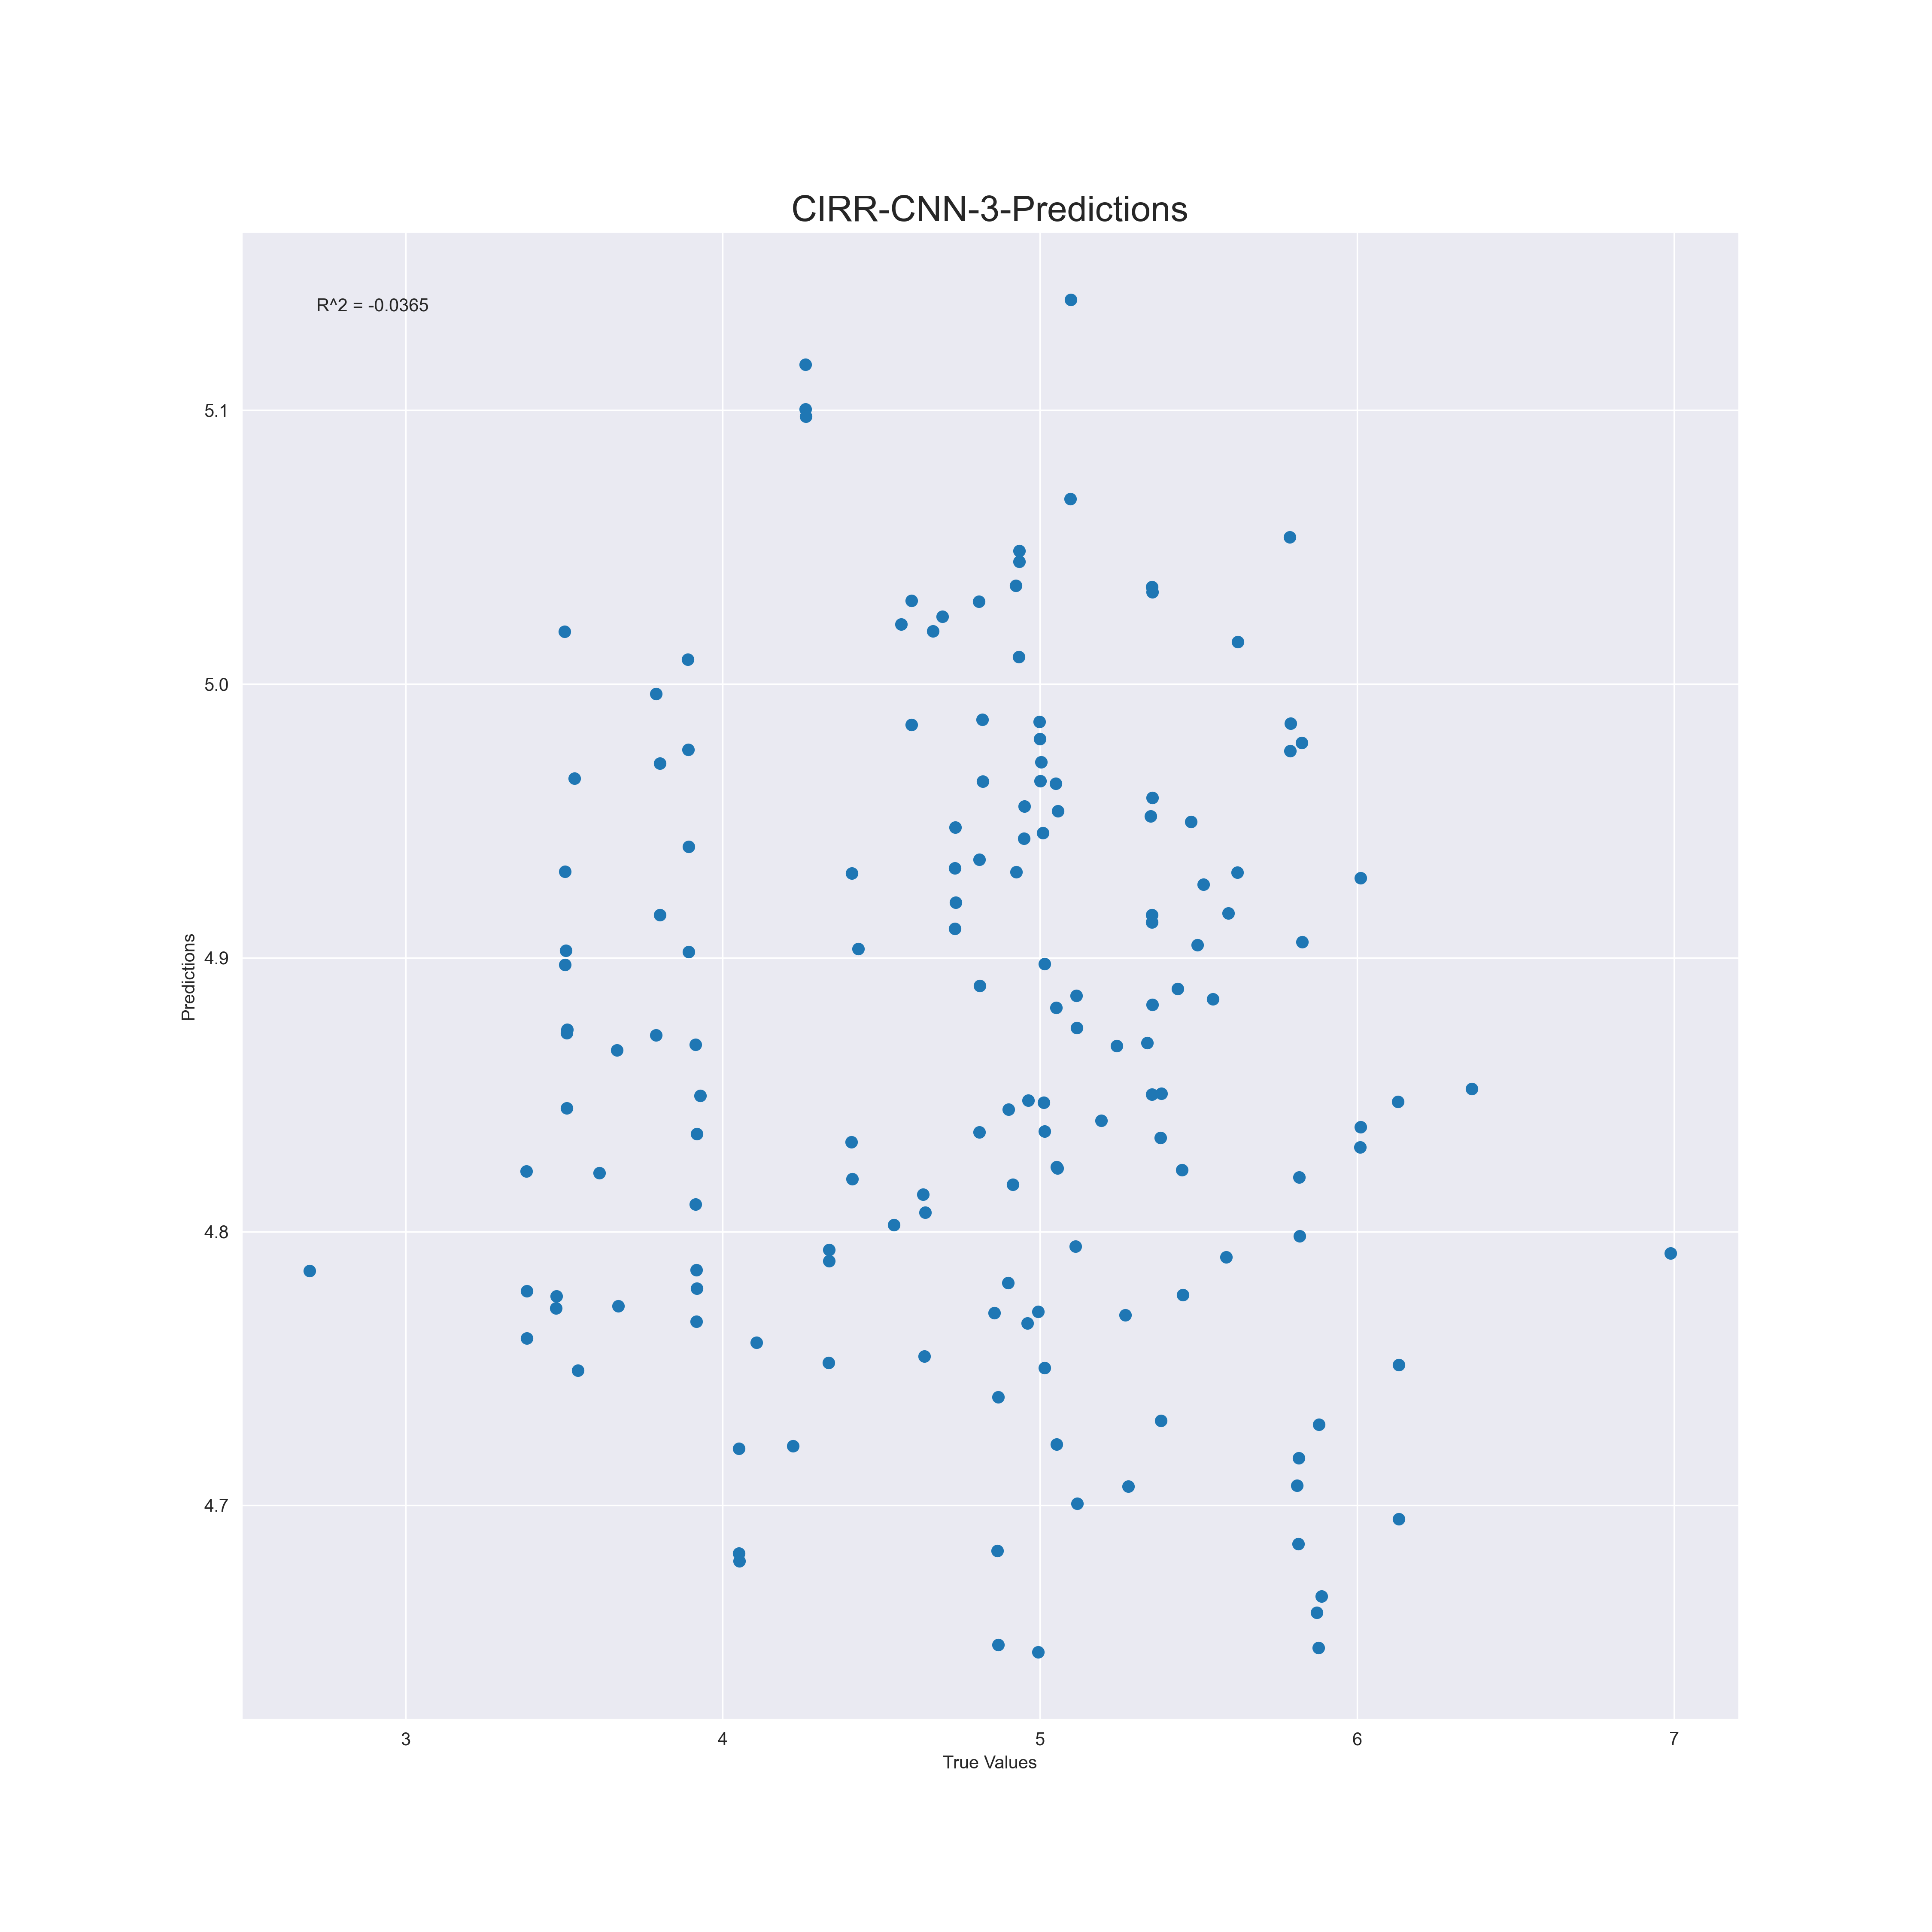 CIRR-CNN-3-Predictions
R^2 = -0.0365
5.1
5.0
4.9
4.8
4.7
Predictions
3 4 5 6 7
True Values